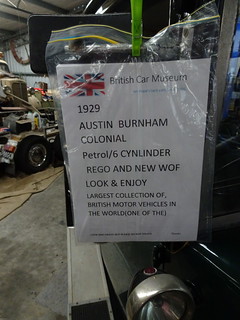 British Car Museum
1929
AUSTIN BURNHAM
COLONIAL
Petrol/6 CYNLINDER
REGO AND NEW WOF
LOOK & ENJOY
LARGEST COLLECTION OF,
BRITISH MOTOR VEHICLES IN
THE WORLD(ONE OF THE)